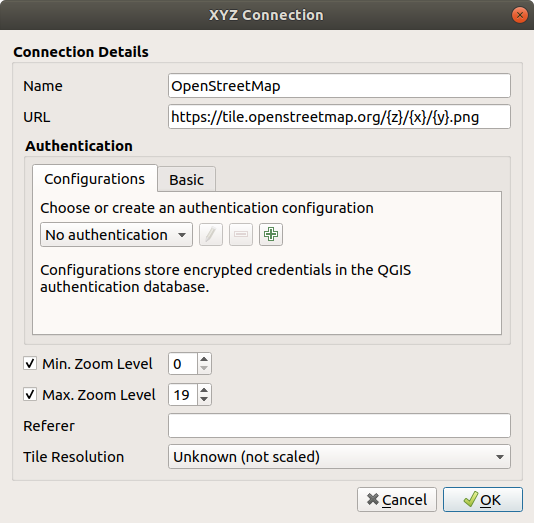 XYZ Connection
Connection Details
Name OpenStreetMap
URL https://tile.openstreetmap.org/{z}/{x}/{y}.png
Authentication
Configurations Basic
Choose or create an authentication configuration
No authentication
Configurations store encrypted credentials in the QGIS
authentication database.
Min. Zoom Level 0
Max. Zoom Level 19
Referer
Tile Resolution Unknown (not scaled)
Cancel OK